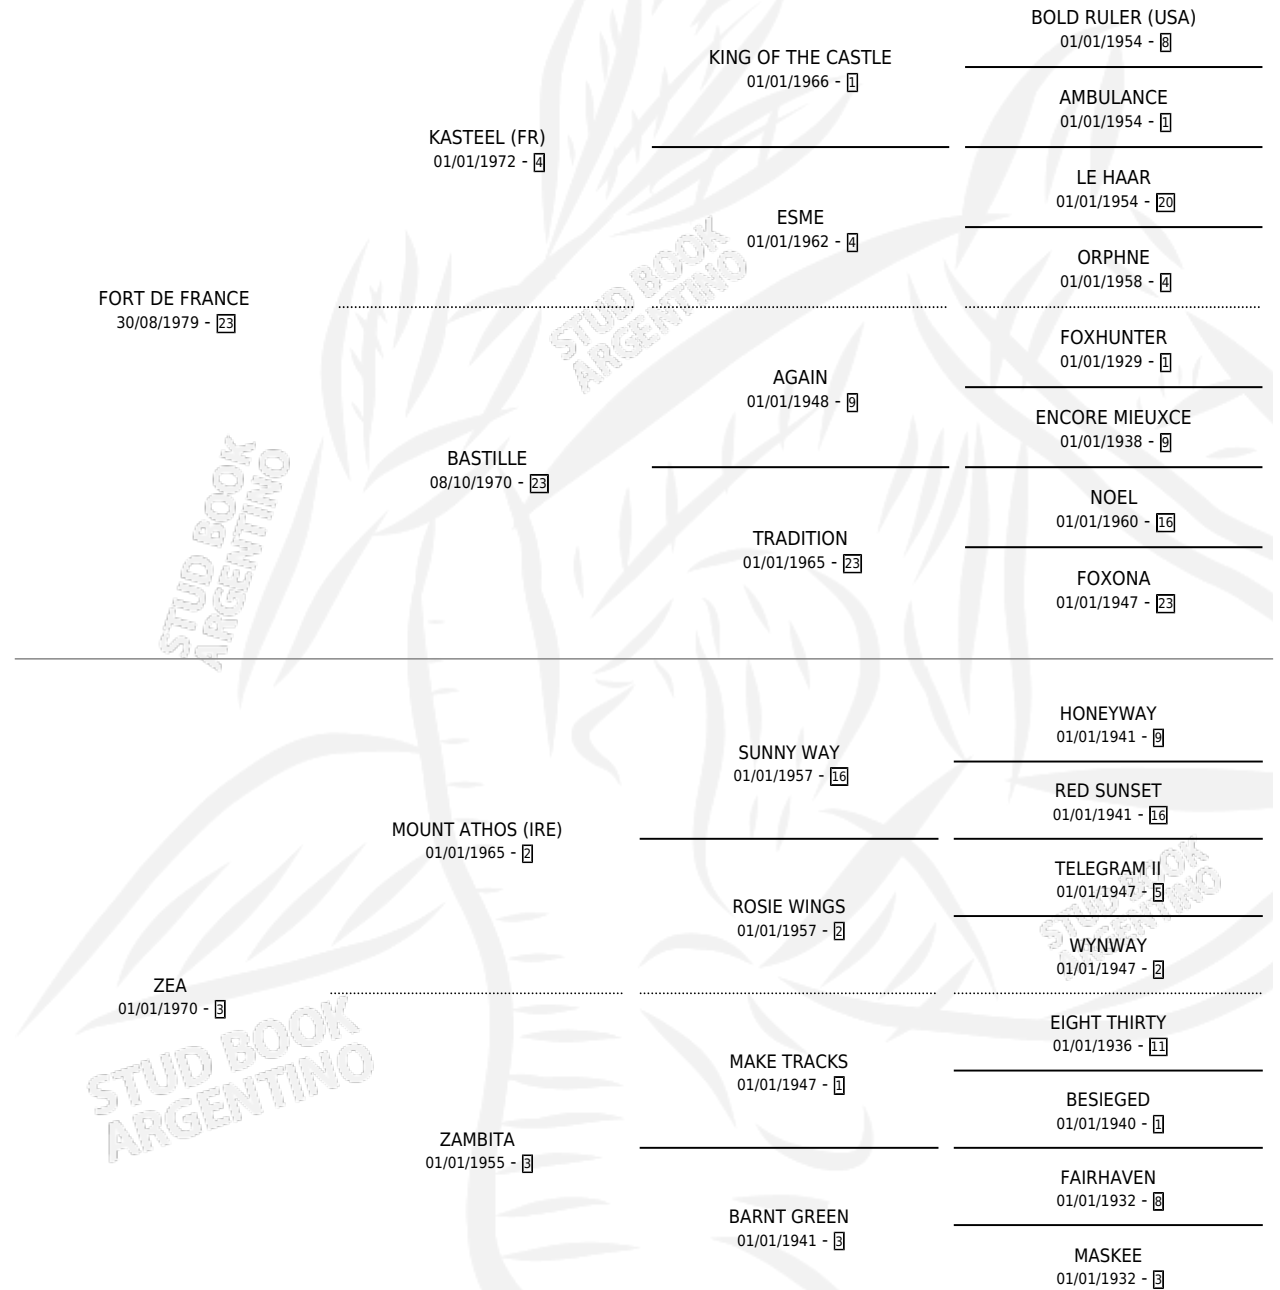 BOLD RULER (USA)
01/01/1954 - 8
KING OF THE CASTLE
01/01/1966 - 1
AMBULANCE
01/01/1954 - 1
KASTEEL (FR)
01/01/1972 - 4
LE HAAR
01/01/1954 - 20
ESME
01/01/1962 - 4
ORPHNE
01/01/1958 - 4
FORT DE FRANCE
30/08/1979 - 23
FOXHUNTER
01/01/1929 - 1
AGAIN
01/01/1948 - 9
ENCORE MIEUXCE
01/01/1938 - 9
BASTILLE
08/10/1970 - 23
NOEL
01/01/1960 - 16
TRADITION
01/01/1965 - 23
FOXONA
01/01/1947 - 23
STUD BOOK
ARGENTINO
STUD BOOK
ARGENTINO
HONEYWAY
01/01/1941 - 9
SUNNY WAY
01/01/1957 - 16
RED SUNSET
01/01/1941 - 16
MOUNT ATHOS (IRE)
01/01/1965 - 2
TELEGRAM II
01/01/1947 - 5
ROSIE WINGS
01/01/1957 - 2
WYNWAY
01/01/1947 - 2
STUD BOOK
ARGENTINO
ZEA
01/01/1970 - 3
EIGHT THIRTY
01/01/1936 - 11
MAKE TRACKS
01/01/1947 - 1
BESIEGED
01/01/1940 - 1
ZAMBITA
01/01/1955 - 3
FAIRHAVEN
01/01/1932 - 8
BARNT GREEN
01/01/1941 - 3
MASKEE
01/01/1932 - 3
STUD BOOK
ARGENTINO